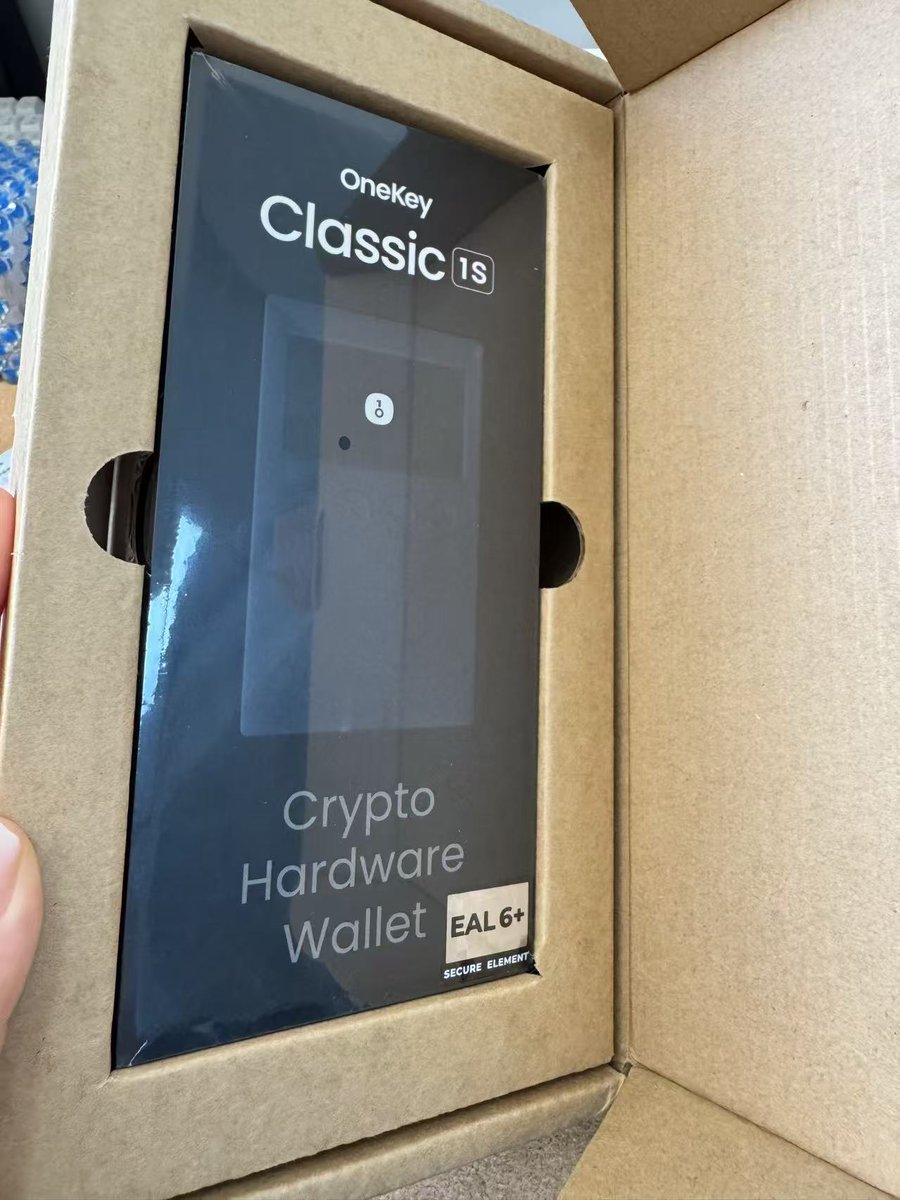 OneKey
Classic 1S
Crypto
Hardware
Wallet
EAL 6+
SECURE ELEMENT